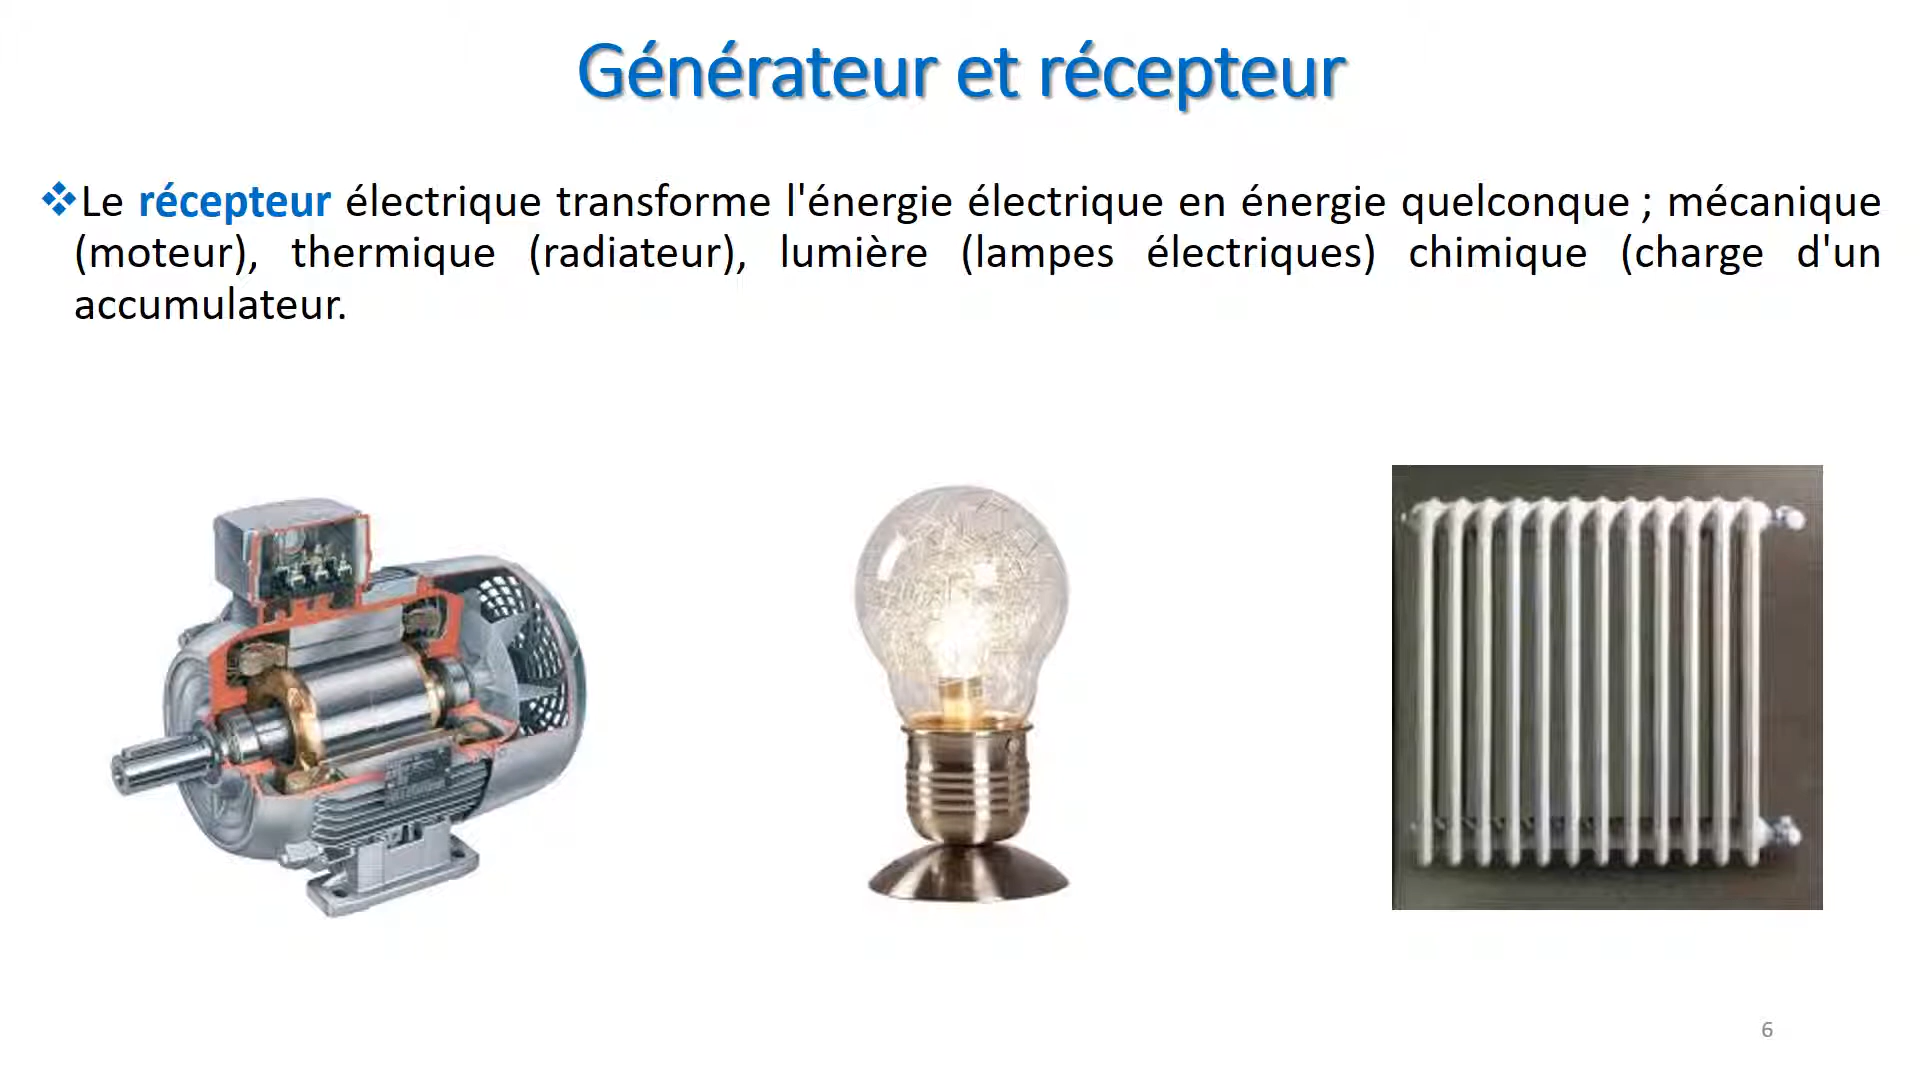 Générateur et récepteur
❖Le récepteur électrique transforme l'énergie électrique en énergie quelconque ; mécanique
(moteur), thermique (radiateur), lumière (lampes électriques) chimique (charge d'un
accumulateur.
6